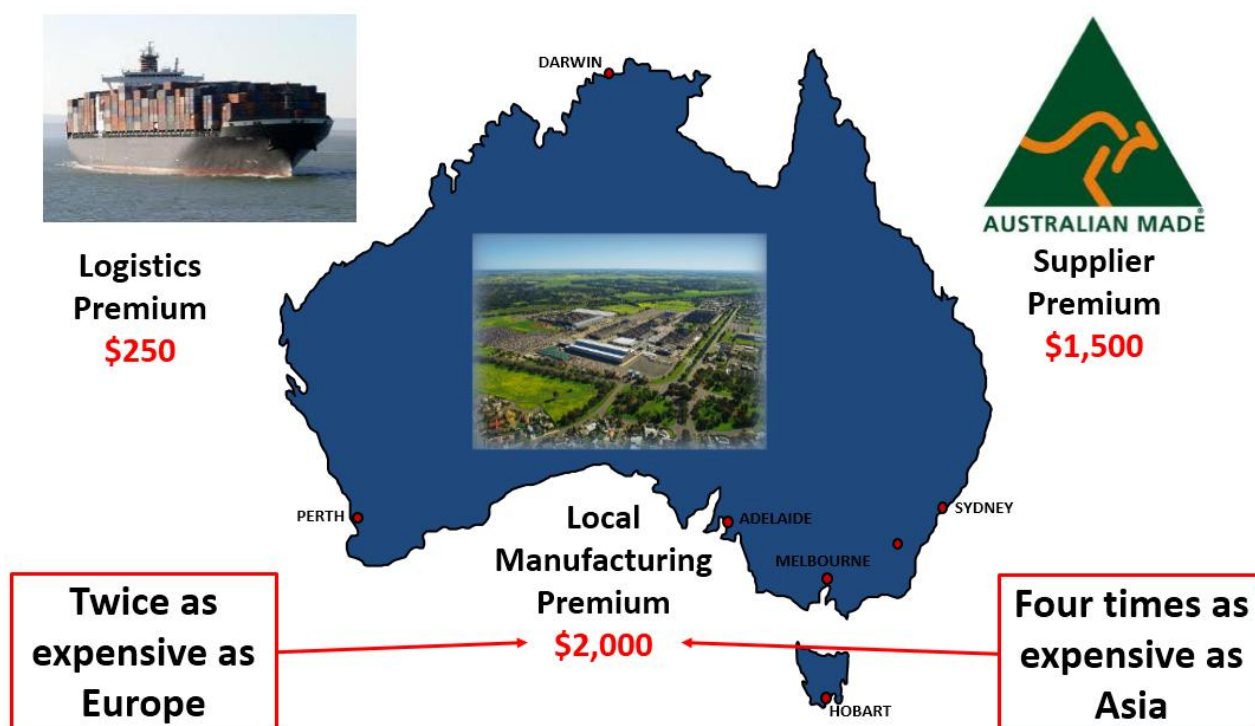 DARWIN
AUSTRALIAN MADE
®
Logistics
Premium
$250
Supplier
Premium
$1,500
PERTH
ADELAIDE
SYDNEY
MELBOURNE
Local
Manufacturing
Premium
$2,000
Twice as
expensive as
Europe
Four times as
expensive as
Asia
HOBART